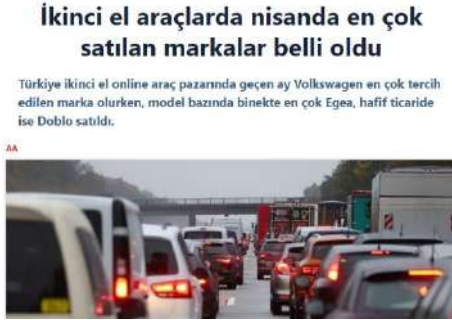 İkinci el araçlarda nisanda en çok
satılan markalar belli oldu
Türkiye ikinci el online araç pazarında geçen ay Volkswagen en çok tercih
edilen marka olurken, model bazında binekte en çok Egea, hafif ticaride
ise Doblo satıldı.
AA